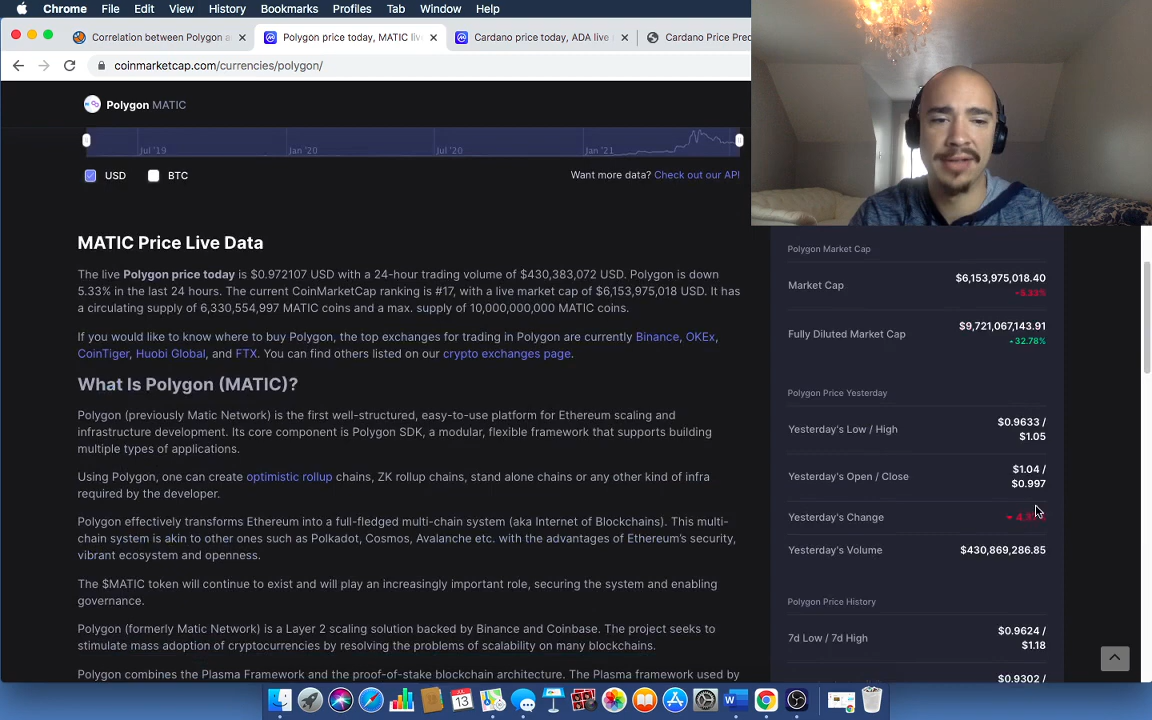 Chrome File Edit View History Bookmarks Profiles Tab Window Help
Correlation between Polygon a
Polygon price today, MATIC live
Cardano price today, ADA live
Cardano Price Pred
coinmarketcap.com/currencies/polygon/
Polygon MATIC
Jul '19 Jan '20 Jul '20 Jan '21
USD BTC
Want more data? Check out our API
MATIC Price Live Data
The live Polygon price today is $0.972107 USD with a 24-hour trading volume of $430,383,072 USD. Polygon is down
5.33% in the last 24 hours. The current CoinMarketCap ranking is #17, with a live market cap of $6,153,975,018 USD. It has
a circulating supply of 6,330,554,997 MATIC coins and a max. supply of 10,000,000,000 MATIC coins.
If you would like to know where to buy Polygon, the top exchanges for trading in Polygon are currently Binance, OKEx,
CoinTiger, Huobi Global, and FTX. You can find others listed on our crypto exchanges page.
What Is Polygon (MATIC)?
Polygon (previously Matic Network) is the first well-structured, easy-to-use platform for Ethereum scaling and
infrastructure development. Its core component is Polygon SDK, a modular, flexible framework that supports building
multiple types of applications.
Using Polygon, one can create optimistic rollup chains, ZK rollup chains, stand alone chains or any other kind of infra
required by the developer.
Polygon effectively transforms Ethereum into a full-fledged multi-chain system (aka Internet of Blockchains). This multi-
chain system is akin to other ones such as Polkadot, Cosmos, Avalanche etc. with the advantages of Ethereum's security,
vibrant ecosystem and openness.
The $MATIC token will continue to exist and will play an increasingly important role, securing the system and enabling
governance.
Polygon (formerly Matic Network) is a Layer 2 scaling solution backed by Binance and Coinbase. The project seeks to
stimulate mass adoption of cryptocurrencies by resolving the problems of scalability on many blockchains.
Polygon combines the Plasma Framework and the proof-of-stake blockchain architecture. The Plasma framework used by
Polygon Market Cap
Market Cap
$6,153,975,018.40
5.33%
Fully Diluted Market Cap
$9,721,067,143.91
32.78%
Polygon Price Yesterday
Yesterday's Low / High
$0.9633 /
$1.05
Yesterday's Open / Close
$1.04 /
$0.997
Yesterday's Change
Yesterday's Volume
$430,869,286.85
Polygon Price History
7d Low / 7d High
$0.9624 /
$1.18
$0.9302 /
13